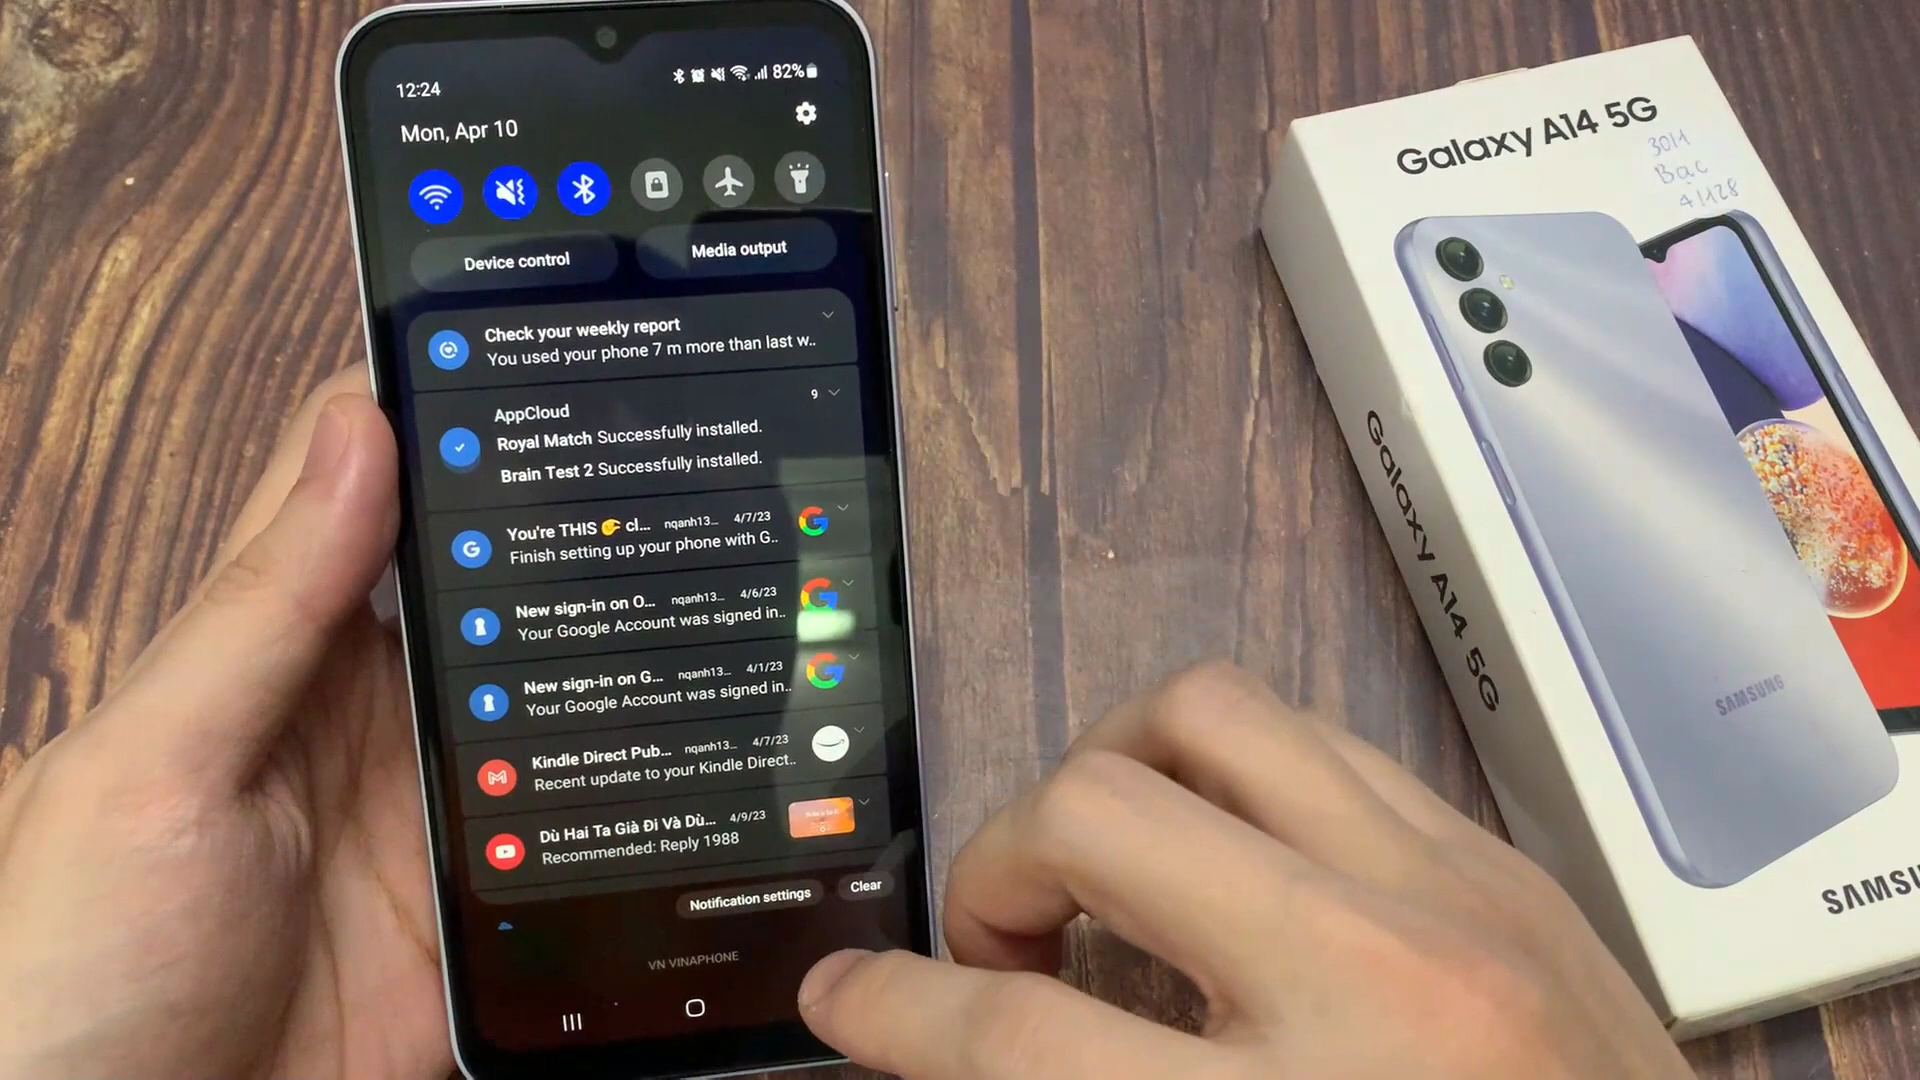 12:24
82%
Mon, Apr 10
Device control
Media output
Check your weekly report
You used your phone 7 m more than last w..
AppCloud
9
Royal Match Successfully installed.
Brain Test 2 Successfully installed.
You're THIS 👉 cl... nqanh13... 4/7/23
Finish setting up your phone with G..
New sign-in on O... nqanh13... 4/6/23
Your Google Account was signed in..
New sign-in on G... nqanh13... 4/1/23
Your Google Account was signed in..
Kindle Direct Pub... nqanh13... 4/7/23
Recent update to your Kindle Direct..
Dù Hai Ta Già Đi Và Dù... 4/9/23
Recommended: Reply 1988
Notification settings
Clear
VN VINAPHONE
Galaxy A14 5G
Bạc
4/128
Galaxy A14 5G
SAMSUNG
SAMSU